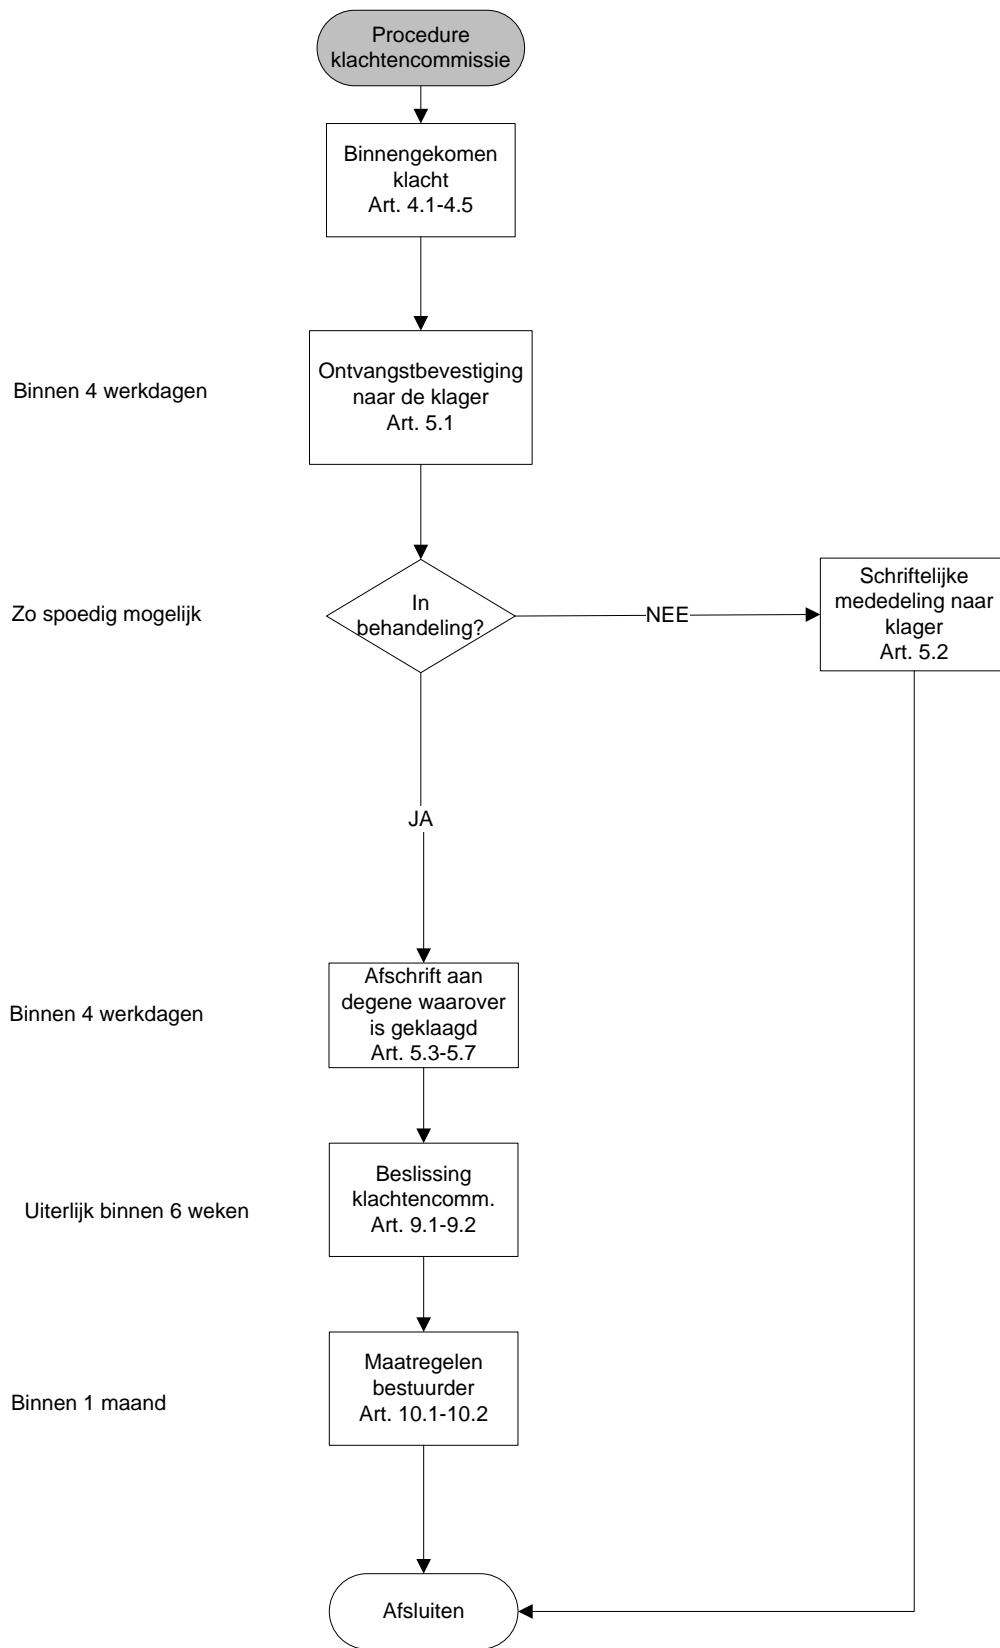 Procedure
klachtencommissie
Binnengekomen
klacht
Art. 4.1-4.5
Binnen 4 werkdagen
Ontvangstbevestiging
naar de klager
Art. 5.1
Zo spoedig mogelijk
In
behandeling?
NEE
Schriftelijke
mededeling naar
klager
Art. 5.2
JA
Binnen 4 werkdagen
Afschrift aan
degene waarover
is geklaagd
Art. 5.3-5.7
Uiterlijk binnen 6 weken
Beslissing
klachtencomm.
Art. 9.1-9.2
Binnen 1 maand
Maatregelen
bestuurder
Art. 10.1-10.2
Afsluiten